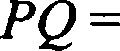 PQ =